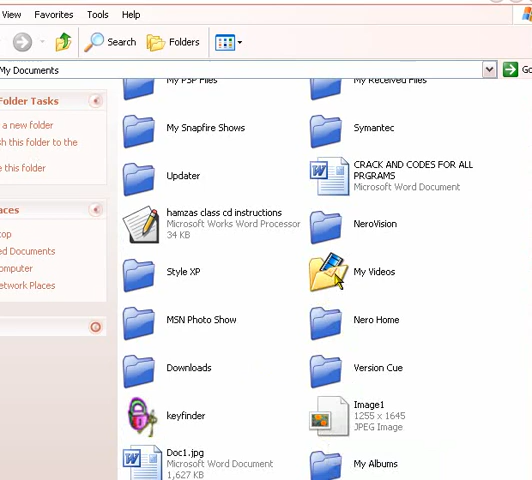 View Favorites Tools Help
Search Folders
My Documents
Go
Folder Tasks
a new folder
sh this folder to the
e this folder
aces
top
ed Documents
omputer
etwork Places
My PSP Files
My Received Files
My Snapfire Shows
Symantec
Updater
CRACK AND CODES FOR ALL
PRGRAMS
Microsoft Word Document
hamzas class cd instructions
Microsoft Works Word Processor
34 KB
NeroVision
Style XP
My Videos
MSN Photo Show
Nero Home
Downloads
Version Cue
keyfinder
Image1
1255 x 1645
JPEG Image
Doc1.jpg
Microsoft Word Document
1,627 KB
My Albums